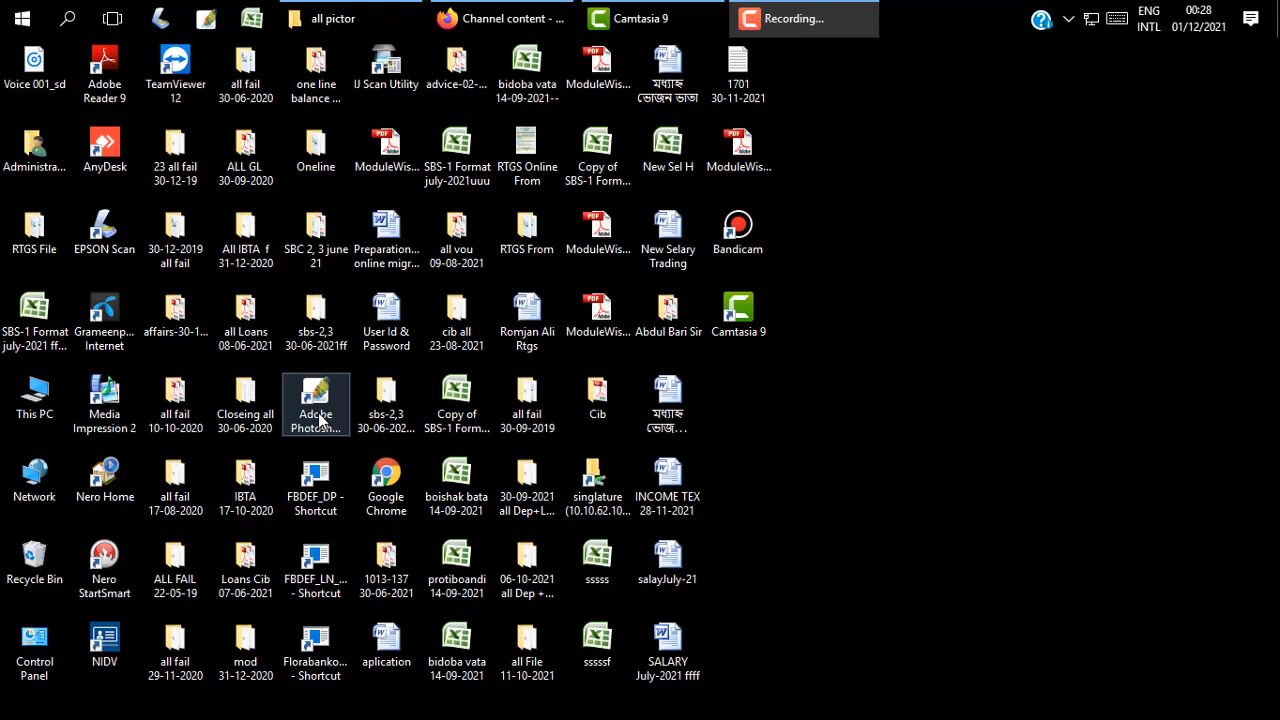 all pictor
Channel content - ...
Camtasia 9
Recording...
ENG
INTL
00:28
01/12/2021
Voice 001_sd
Adobe
Reader 9
TeamViewer
12
all fail
30-06-2020
one line
balance ...
IJ Scan Utility
advice-02-...
bidoba vata
14-09-2021--
ModuleWis...
মধ্যাহ্ন
ভোজন ভাতা
1701
30-11-2021
Administra...
AnyDesk
23 all fail
30-12-19
ALL GL
30-09-2020
Oneline
ModuleWis...
SBS-1 Format
july-2021uuu
RTGS Online
From
Copy of
SBS-1 Form...
New Sel H
ModuleWis...
RTGS File
EPSON Scan
30-12-2019
all fail
All IBTA f
31-12-2020
SBC 2, 3 june
21
Preparation...
online migr...
all vou
09-08-2021
RTGS From
ModuleWis...
New Selary
Trading
Bandicam
SBS-1 Format
july-2021 ff...
Grameenp...
Internet
affairs-30-1...
all Loans
08-06-2021
sbs-2,3
30-06-2021ff
User Id &
Password
cib all
23-08-2021
Romjan Ali
Rtgs
ModuleWis...
Abdul Bari Sir
Camtasia 9
This PC
Media
Impression 2
all fail
10-10-2020
Closeing all
30-06-2020
Adobe
Photosh...
sbs-2,3
30-06-202...
Copy of
SBS-1 Form...
all fail
30-09-2019
Cib
মধ্যাহ্ন
ভোজ...
Network
Nero Home
all fail
17-08-2020
IBTA
17-10-2020
FBDEF_DP -
Shortcut
Google
Chrome
boishak bata
14-09-2021
30-09-2021
all Dep+L...
singlature
(10.10.62.10...
INCOME TEX
28-11-2021
Recycle Bin
Nero
StartSmart
ALL FAIL
22-05-19
Loans Cib
07-06-2021
FBDEF_LN_...
- Shortcut
1013-137
30-06-2021
protiboandi
14-09-2021
06-10-2021
all Dep +...
sssss
salayJuly-21
Control
Panel
NIDV
all fail
29-11-2020
mod
31-12-2020
Florabanko...
- Shortcut
aplication
bidoba vata
14-09-2021
all File
11-10-2021
sssssf
SALARY
July-2021 ffff